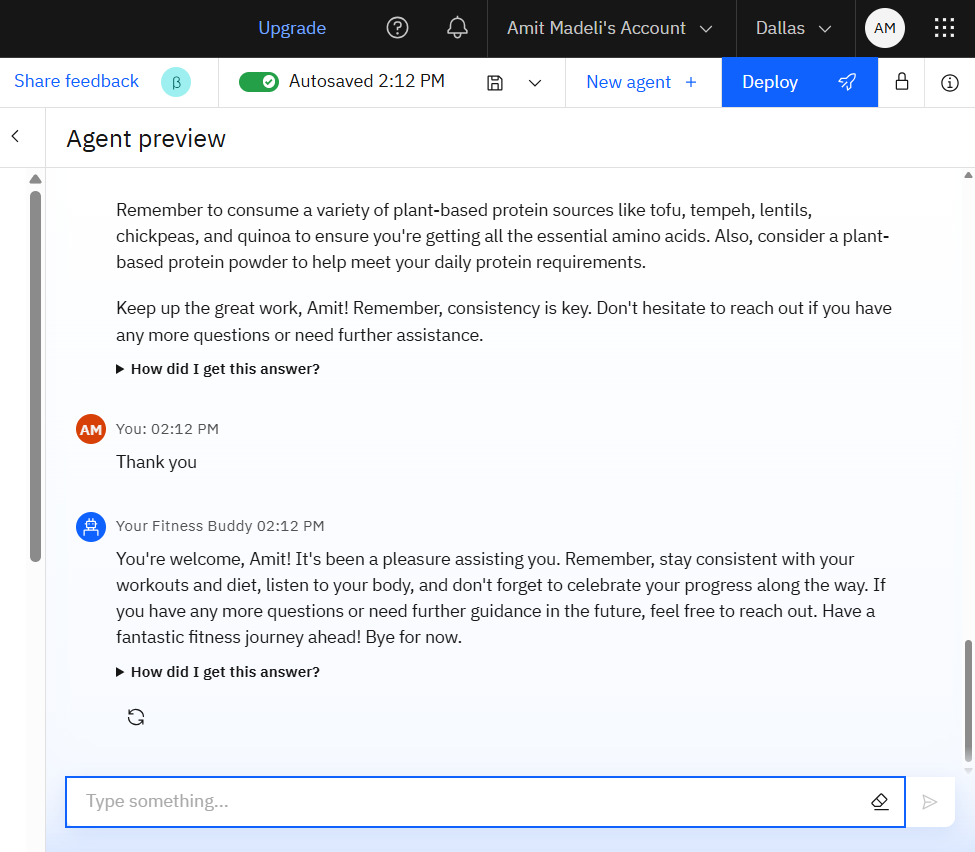 Upgrade
Amit Madeli's Account
Dallas
AM
Share feedback
β
Autosaved 2:12 PM
New agent +
Deploy
Agent preview
Remember to consume a variety of plant-based protein sources like tofu, tempeh, lentils,
chickpeas, and quinoa to ensure you're getting all the essential amino acids. Also, consider a plant-
based protein powder to help meet your daily protein requirements.
Keep up the great work, Amit! Remember, consistency is key. Don't hesitate to reach out if you have
any more questions or need further assistance.
How did I get this answer?
AM
You: 02:12 PM
Thank you
Your Fitness Buddy 02:12 PM
You're welcome, Amit! It's been a pleasure assisting you. Remember, stay consistent with your
workouts and diet, listen to your body, and don't forget to celebrate your progress along the way. If
you have any more questions or need further guidance in the future, feel free to reach out. Have a
fantastic fitness journey ahead! Bye for now.
How did I get this answer?
Type something...